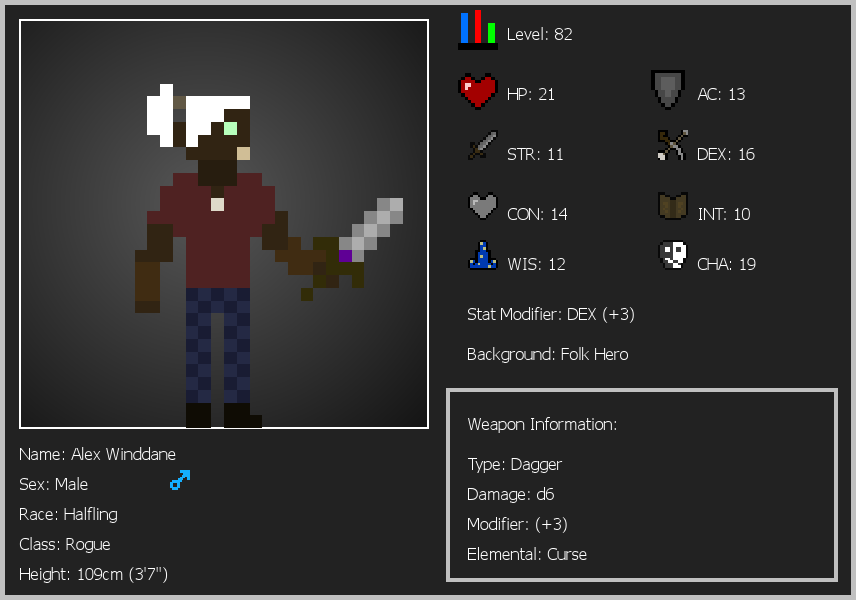 Level: 82
HP: 21
AC: 13
STR: 11
DEX: 16
CON: 14
INT: 10
WIS: 12
CHA: 19
Stat Modifier: DEX (+3)
Background: Folk Hero
Weapon Information:
Type: Dagger
Damage: d6
Modifier: (+3)
Elemental: Curse
Name: Alex Winddane
Sex: Male
Race: Halfling
Class: Rogue
Height: 109cm (3'7")